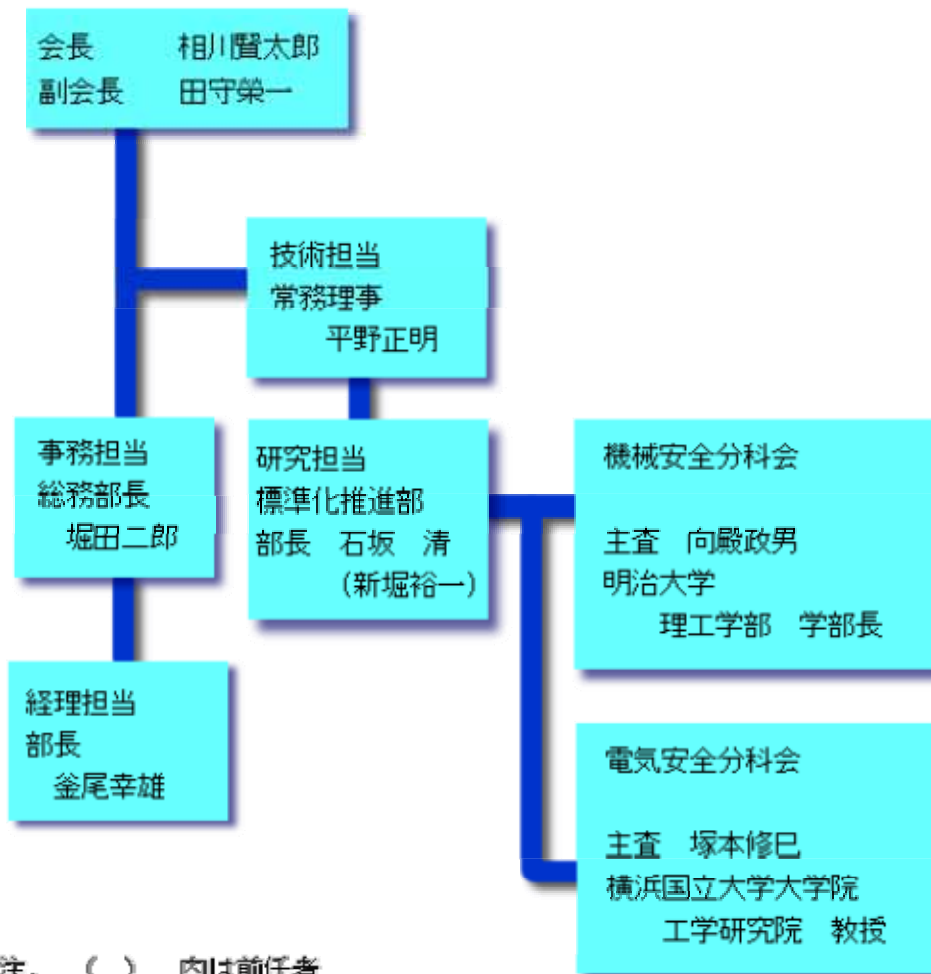 会長 相川賢太郎
副会長 田守榮一
技術担当
常務理事
平野正明
事務担当
総務部長
堀田二郎
研究担当
標準化推進部
部長 石坂 清
(新堀裕一)
機械安全分科会
主査 向殿政男
明治大学
理工学部 学部長
経理担当
部長
釜尾幸雄
電気安全分科会
主査 塚本修巳
横浜国立大学大学院
工学研究院 教授
注. ( ) 内は前任者